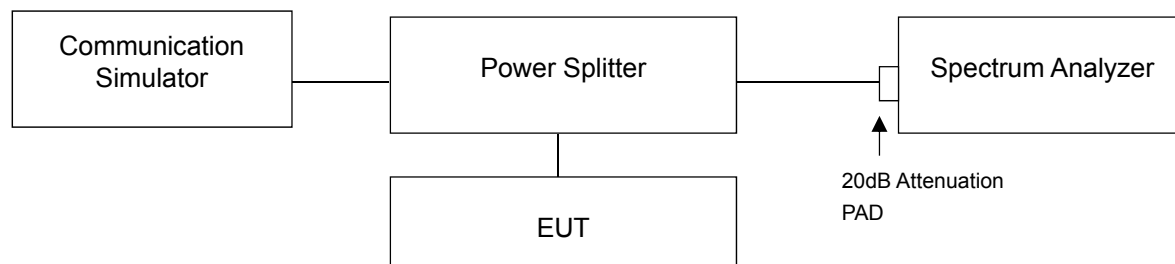 Communication
Simulator
Power Splitter
Spectrum Analyzer
20dB Attenuation
PAD
EUT